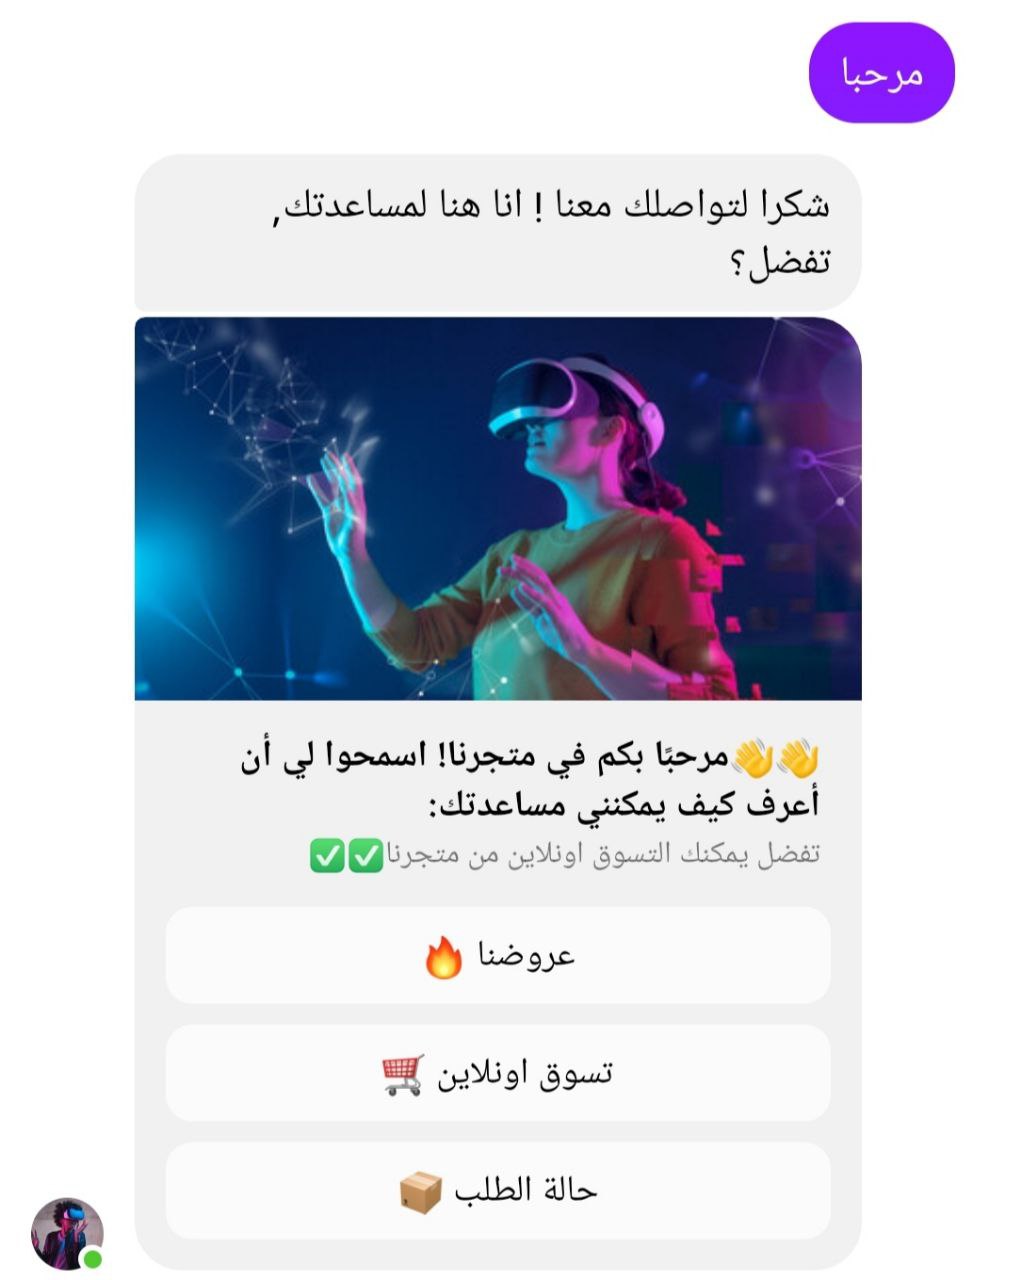 مرحبا
شكرا لتواصلك معنا ! انا هنا لمساعدتك,
تفضل؟
👋👋مرحبًا بكم في متجرنا! اسمحوا لي أن
أعرف كيف يمكنني مساعدتك:
تفضل يمكنك التسوق اونلاين من متجرنا✅✅
عروضنا 🔥
تسوق اونلاين 🛒
حالة الطلب 📦